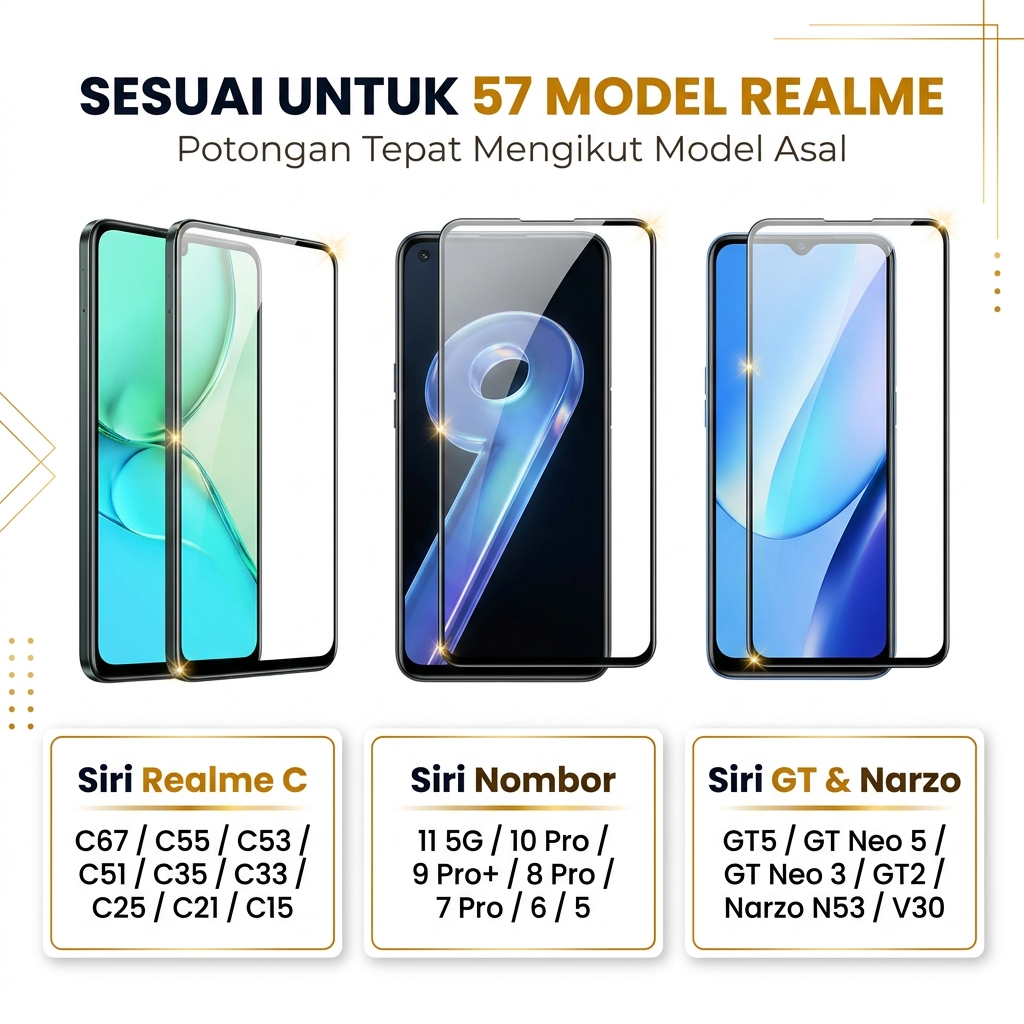 SESUAI UNTUK 57 MODEL REALME
Potongan Tepat Mengikut Model Asal
Siri Realme C
C67 / C55 / C53 /
C51 / C35 / C33 /
C25 / C21 / C15
Siri Nombor
11 5G / 10 Pro /
9 Pro+ / 8 Pro /
7 Pro / 6 / 5
Siri GT & Narzo
GT5 / GT Neo 5 /
GT Neo 3 / GT2 /
Narzo N53 / V30